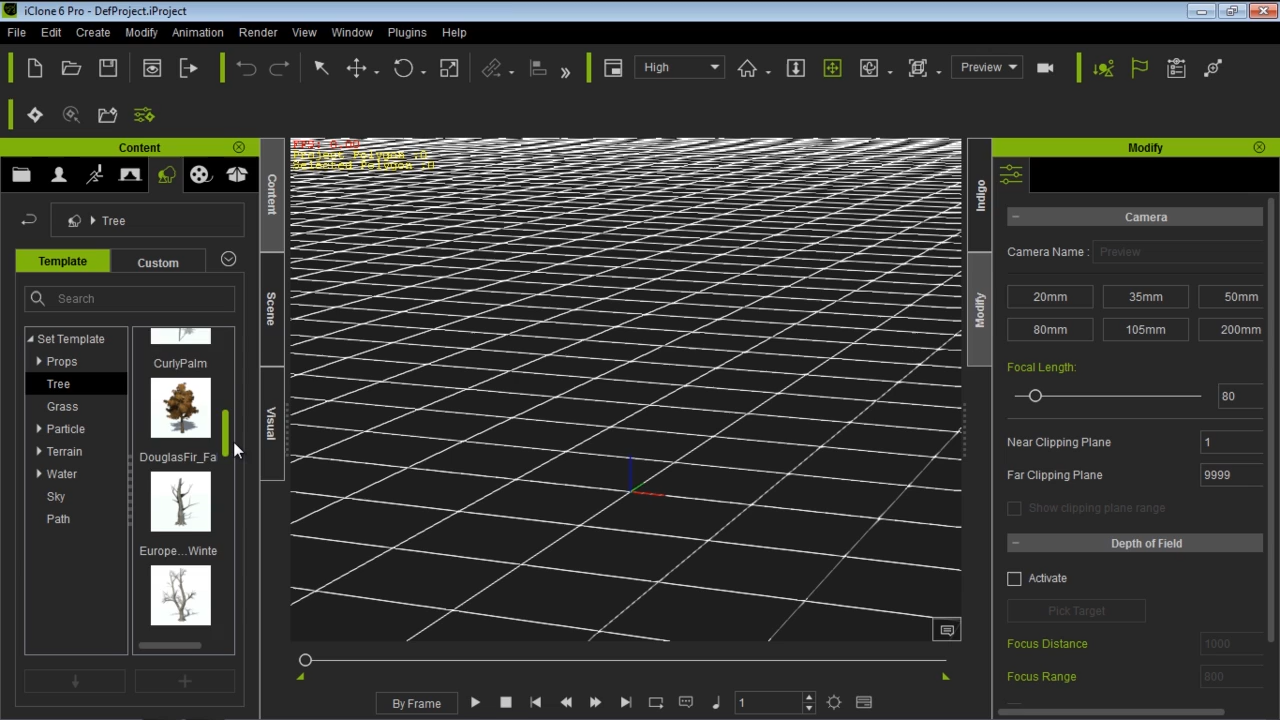 iClone 6 Pro - DefProject.iProject
File Edit Create Modify Animation Render View Window Plugins Help
High
Preview
Content
Tree
Template Custom
Search
Set Template
Props
Tree
Grass
Particle
Terrain
Water
Sky
Path
CurlyPalm
DouglasFir_Fa
Europe...Winte
Content
Scene
Visual
By Frame
1
Indigo
Modify
Modify
Camera
Camera Name : Preview
20mm 35mm 50mm
80mm 105mm 200mm
Focal Length:
80
Near Clipping Plane 1
Far Clipping Plane 9999
Show clipping plane range
Depth of Field
Activate
Pick Target
Focus Distance 1000
Focus Range 800